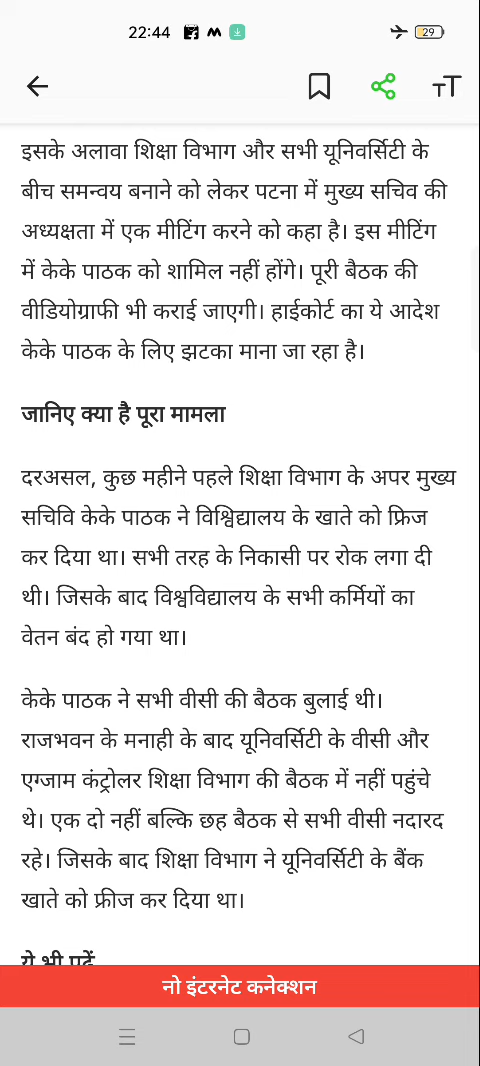 22:44
29
TT
इसके अलावा शिक्षा विभाग और सभी यूनिवर्सिटी के
बीच समन्वय बनाने को लेकर पटना में मुख्य सचिव की
अध्यक्षता में एक मीटिंग करने को कहा है। इस मीटिंग
में केके पाठक को शामिल नहीं होंगे। पूरी बैठक की
वीडियोग्राफी भी कराई जाएगी। हाईकोर्ट का ये आदेश
केके पाठक के लिए झटका माना जा रहा है।
जानिए क्या है पूरा मामला
दरअसल, कुछ महीने पहले शिक्षा विभाग के अपर मुख्य
सचिवि केके पाठक ने विश्विद्यालय के खाते को फ्रिज
कर दिया था। सभी तरह के निकासी पर रोक लगा दी
थी। जिसके बाद विश्वविद्यालय के सभी कर्मियों का
वेतन बंद हो गया था।
केके पाठक ने सभी वीसी की बैठक बुलाई थी।
राजभवन के मनाही के बाद यूनिवर्सिटी के वीसी और
एग्जाम कंट्रोलर शिक्षा विभाग की बैठक में नहीं पहुंचे
थे। एक दो नहीं बल्कि छह बैठक से सभी वीसी नदारद
रहे। जिसके बाद शिक्षा विभाग ने यूनिवर्सिटी के बैंक
खाते को फ्रीज कर दिया था।
ये भी पढ़ें
नो इंटरनेट कनेक्शन